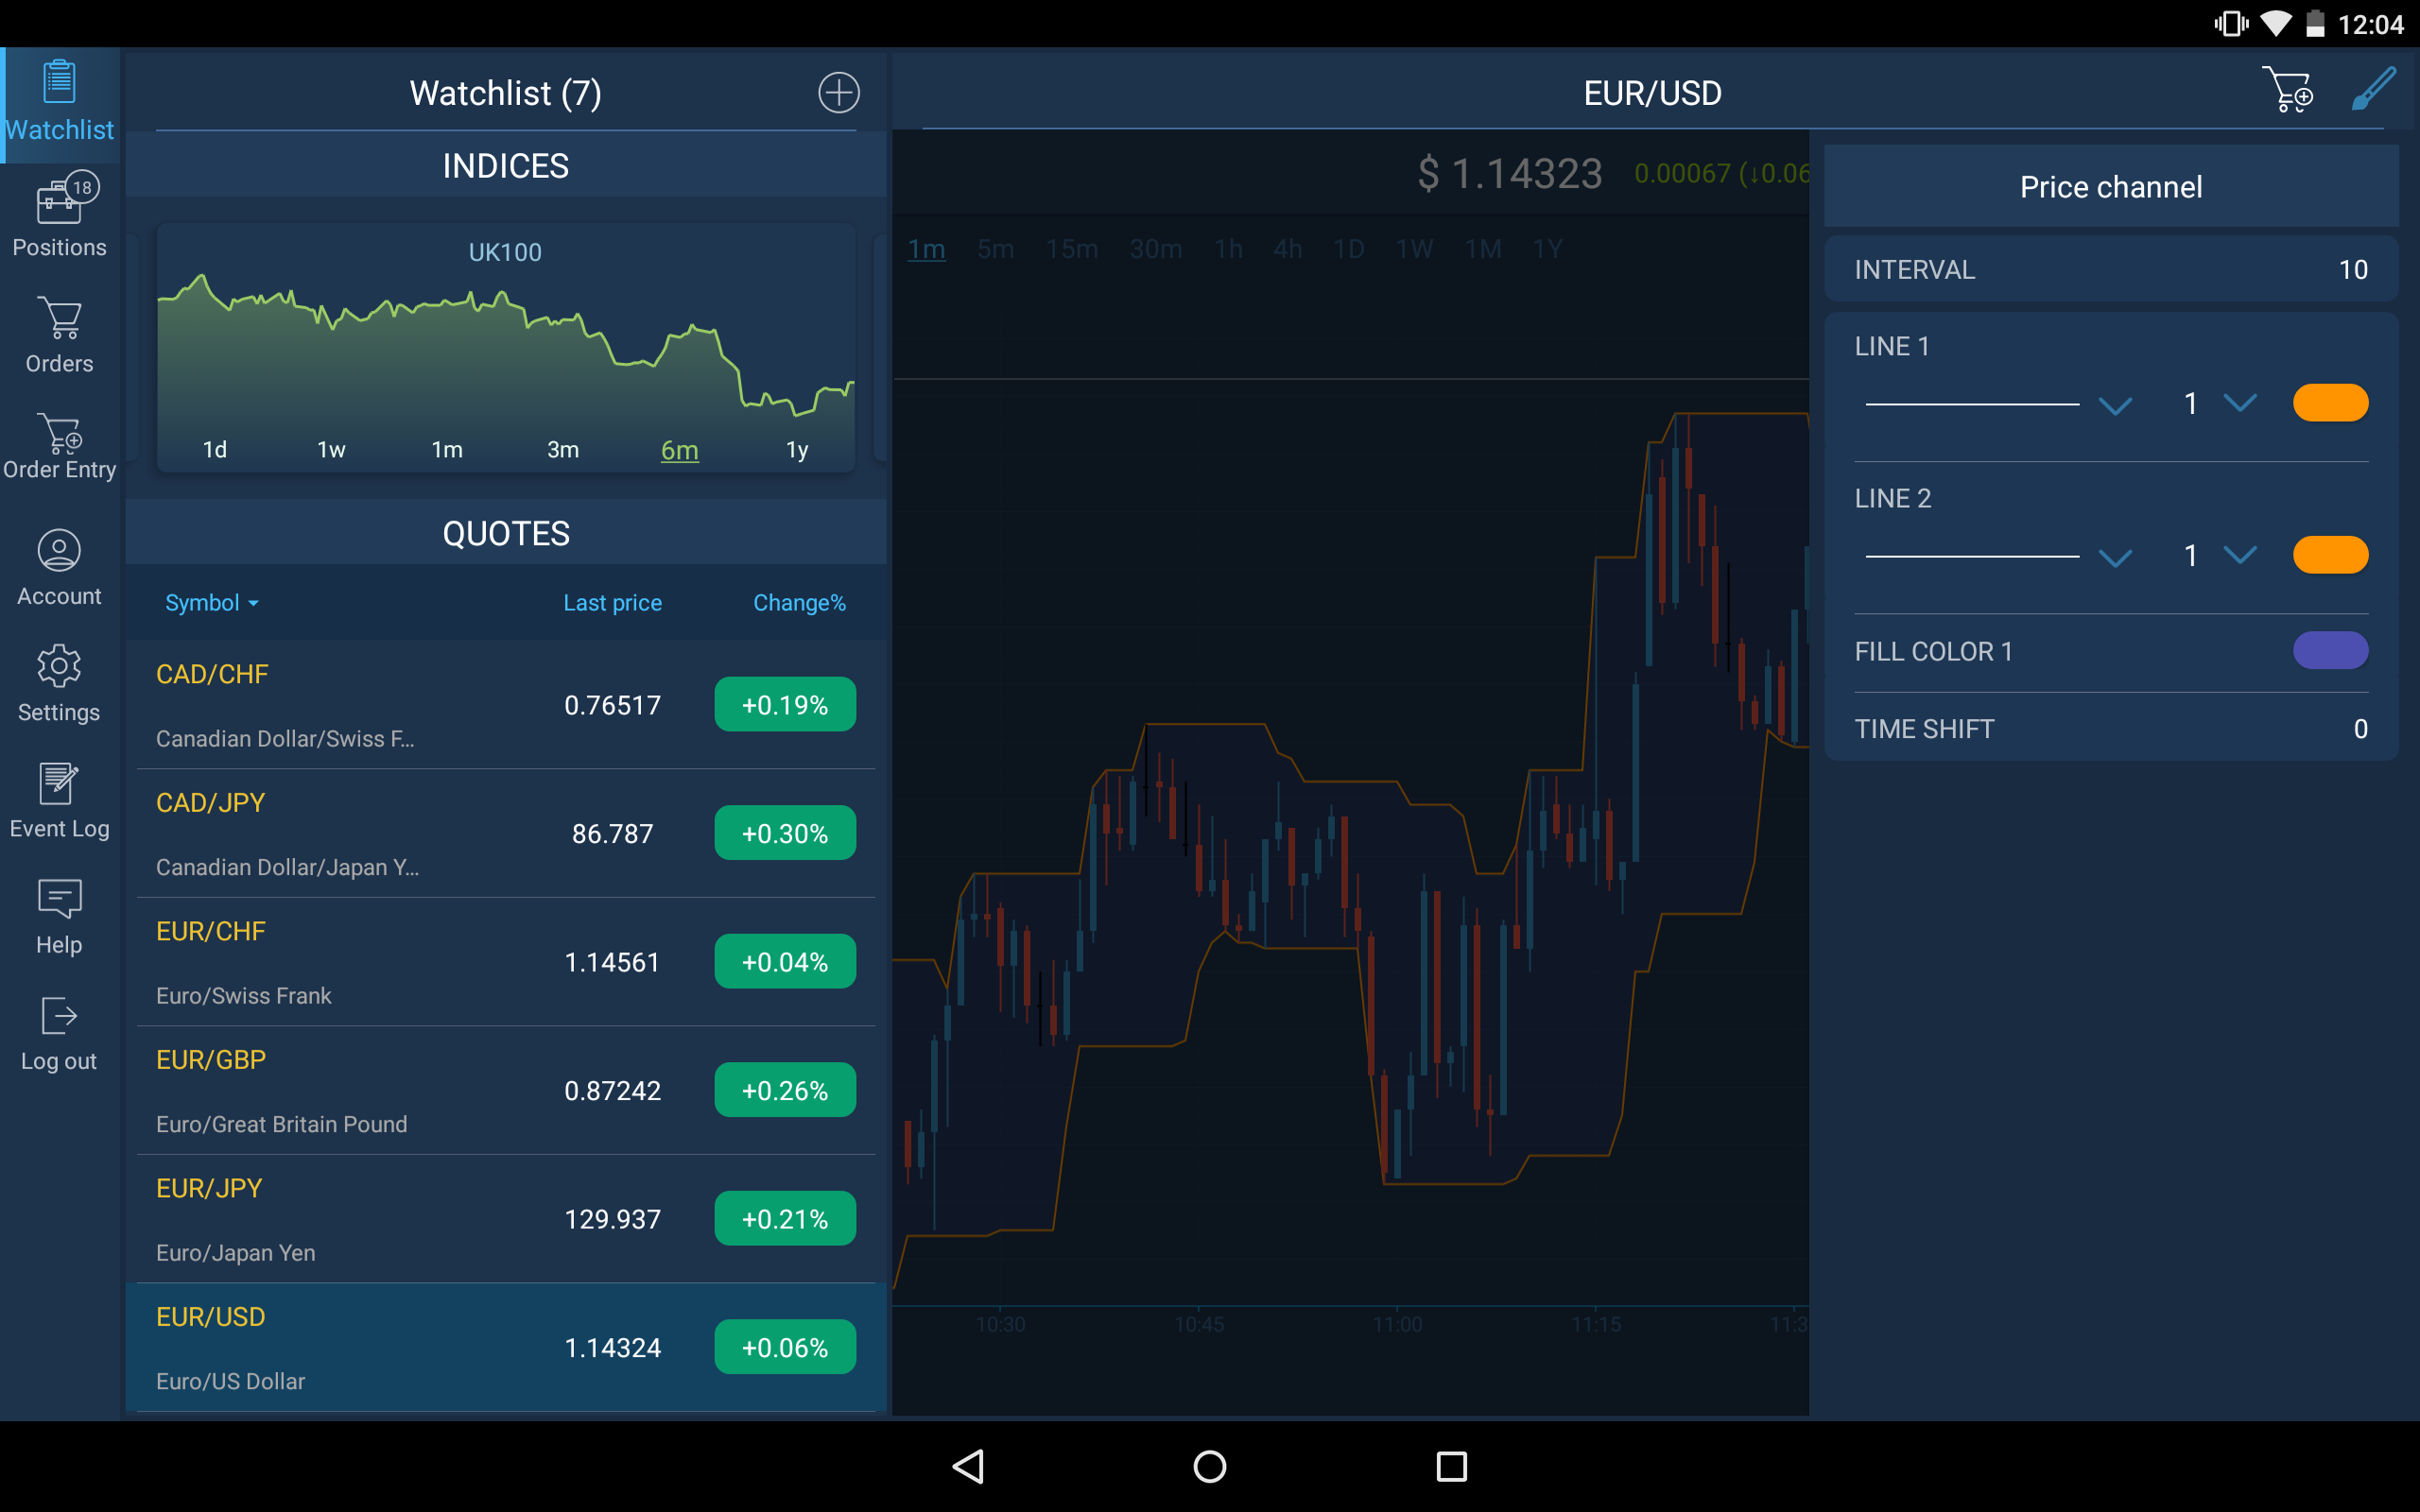 12:04
Watchlist
18
Positions
Orders
Order Entry
Account
Settings
Event Log
Help
Log out
Watchlist (7)
INDICES
UK100
1d 1w 1m 3m 6m 1y
QUOTES
Symbol Last price Change%
CAD/CHF
0.76517 +0.19%
Canadian Dollar/Swiss F...
CAD/JPY
86.787 +0.30%
Canadian Dollar/Japan Y...
EUR/CHF
1.14561 +0.04%
Euro/Swiss Frank
EUR/GBP
0.87242 +0.26%
Euro/Great Britain Pound
EUR/JPY
129.937 +0.21%
Euro/Japan Yen
EUR/USD
1.14324 +0.06%
Euro/US Dollar
EUR/USD
$ 1.14323 0.00067 (↓0.06
1m 5m 15m 30m 1h 4h 1D 1W 1M 1Y
10:30 10:45 11:00 11:15 11:3
Price channel
INTERVAL 10
LINE 1
1
LINE 2
1
FILL COLOR 1
TIME SHIFT 0